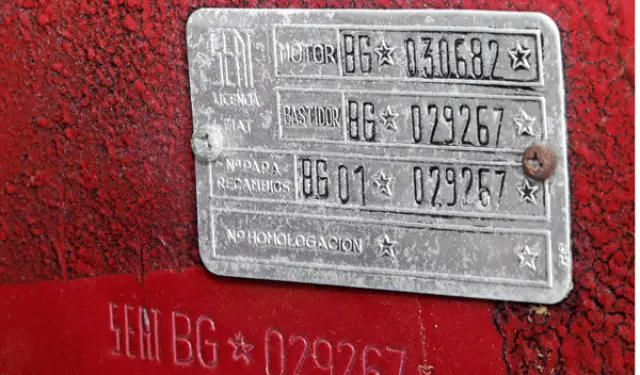 SEAT
LICENCIA
FIAT
MOTOR BG ☆ 030682 ☆
BASTIDOR BG ☆ 029267 ☆
Nº PARA RECAMBIOS BG 01 ☆ 029267 ☆
Nº HOMOLOGACION ☆ ☆
SEAT BG ☆ 029267